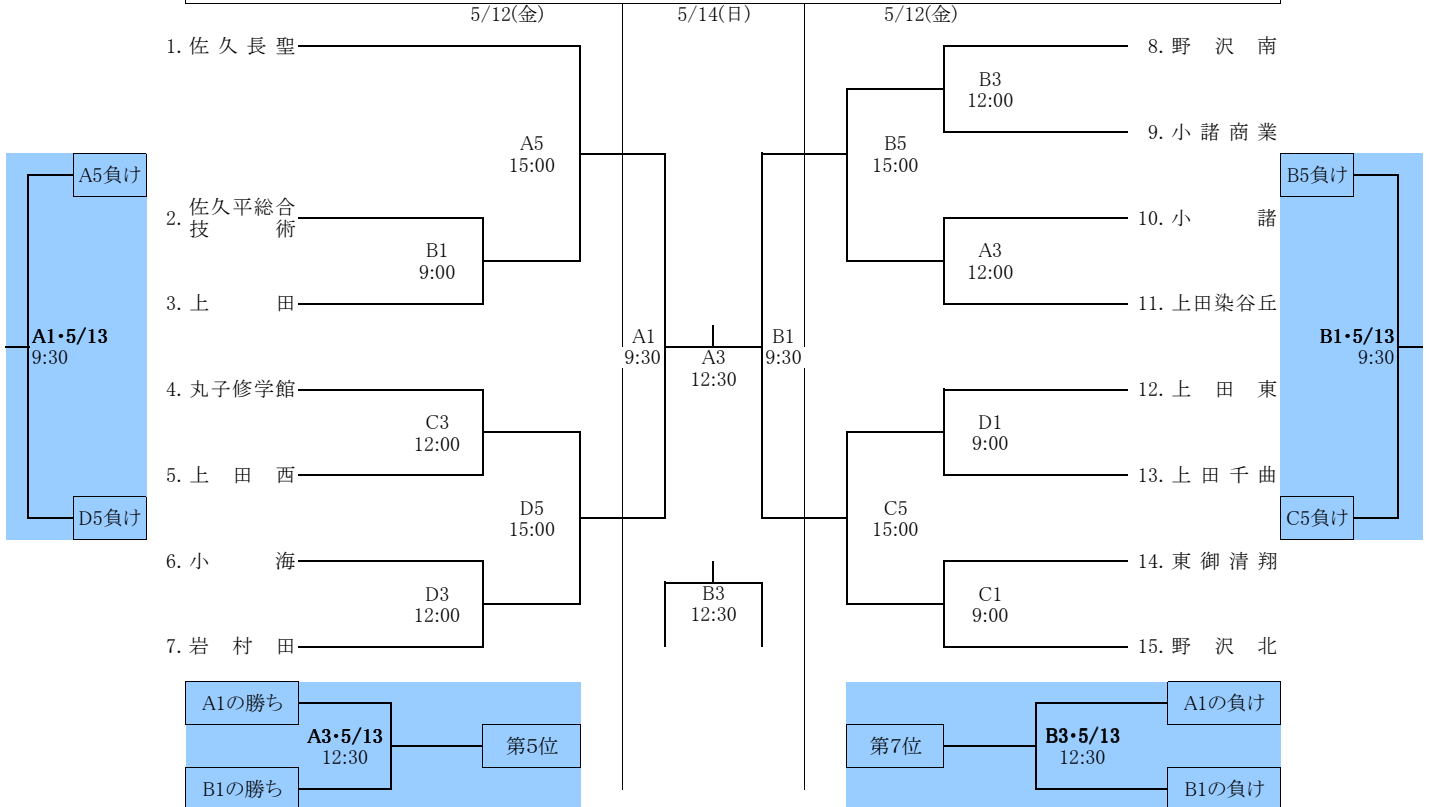 5/12(金) 5/14(日) 5/12(金)
1. 佐久長聖
8. 野沢南
B3
12:00
9. 小諸商業
A5
15:00
B5
15:00
A5負け
B5負け
2. 佐久平総合
技術
10. 小諸
B1
9:00
A3
12:00
3. 上田
11. 上田染谷丘
A1・5/13
9:30
A1
9:30
A3
12:30
B1
9:30
B1・5/13
9:30
4. 丸子修学館
12. 上田東
C3
12:00
D1
9:00
5. 上田西
13. 上田千曲
D5負け
D5
15:00
C5
15:00
C5負け
6. 小海
14. 東御清翔
D3
12:00
B3
12:30
C1
9:00
7. 岩村田
15. 野沢北
A1の勝ち
A3・5/13
12:30
第5位
B1の勝ち
A1の負け
第7位
B3・5/13
12:30
B1の負け